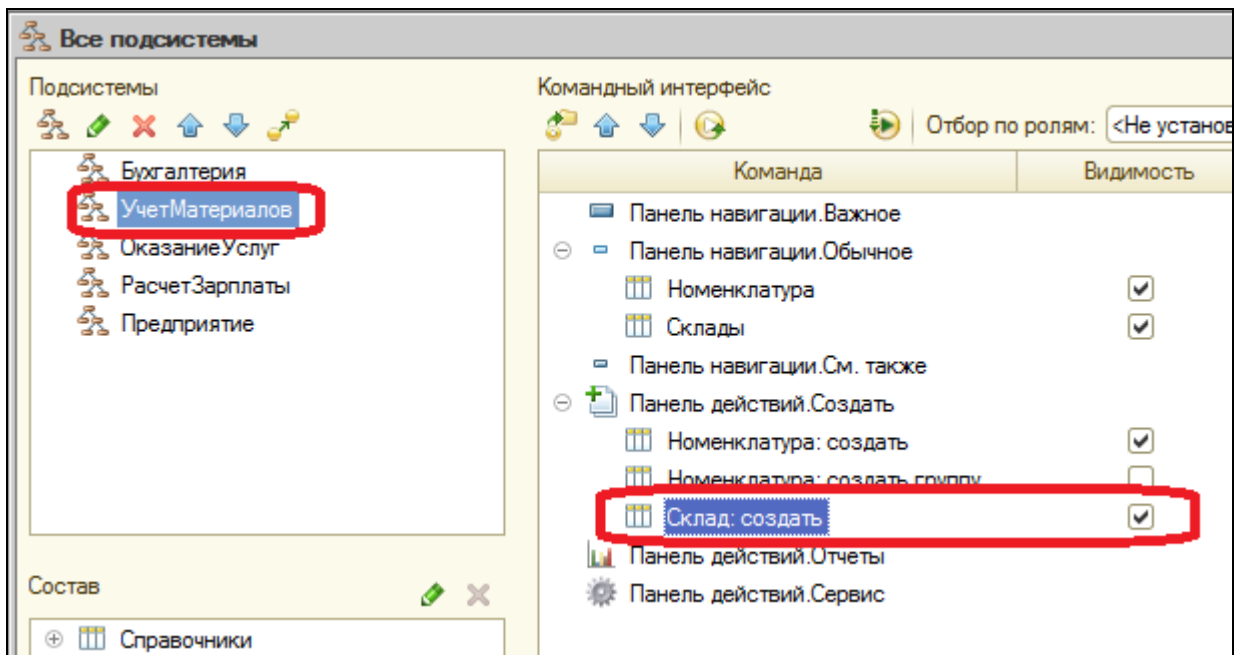 Все подсистемы
Подсистемы
Бухгалтерия
УчетМатериалов
ОказаниеУслуг
РасчетЗарплаты
Предприятие
Состав
Справочники
Командный интерфейс
Отбор по ролям: <Не установ
Команда Видимость
Панель навигации.Важное
Панель навигации.Обычное
Номенклатура
Склады
Панель навигации.См. также
Панель действий.Создать
Номенклатура: создать
Номенклатура: создать группу
Склад: создать
Панель действий.Отчеты
Панель действий.Сервис